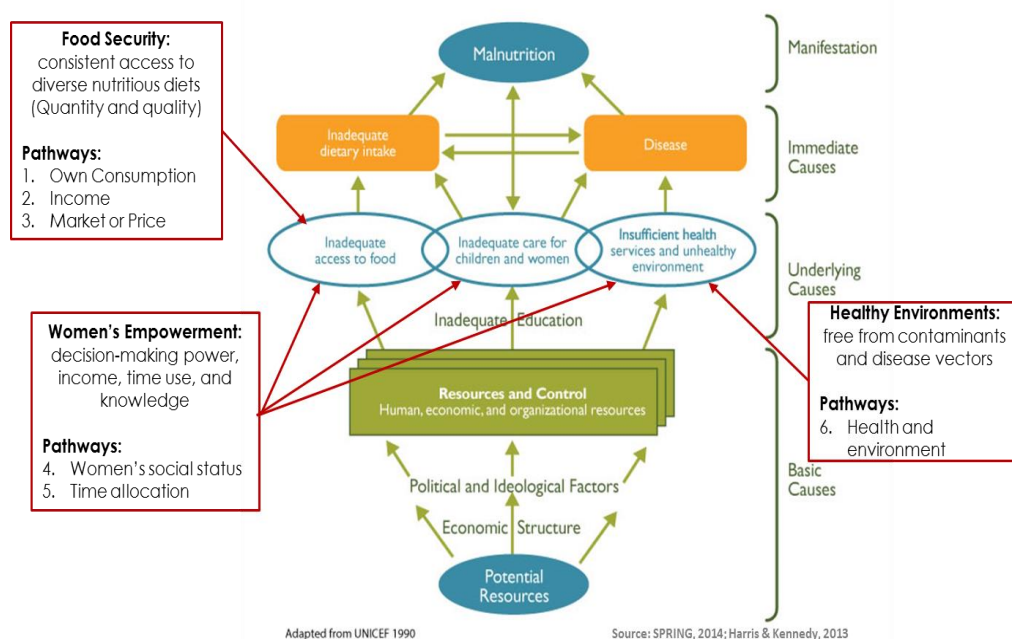 Food Security:
consistent access to
diverse nutritious diets
(Quantity and quality)
Pathways:
1. Own Consumption
2. Income
3. Market or Price
Malnutrition
Manifestation
Inadequate
dietary intake
Disease
Immediate
Causes
Inadequate
access to food
Inadequate care for
children and women
Insufficient health
services and unhealthy
environment
Underlying
Causes
Women's Empowerment:
decision-making power,
income, time use, and
knowledge
Pathways:
4. Women's social status
5. Time allocation
Inadequate Education
Healthy Environments:
free from contaminants
and disease vectors
Pathways:
6. Health and
environment
Resources and Control
Human, economic, and organizational resources
Political and Ideological Factors
Economic Structure
Basic
Causes
Potential
Resources
Adapted from UNICEF 1990
Source: SPRING, 2014; Harris & Kennedy, 2013